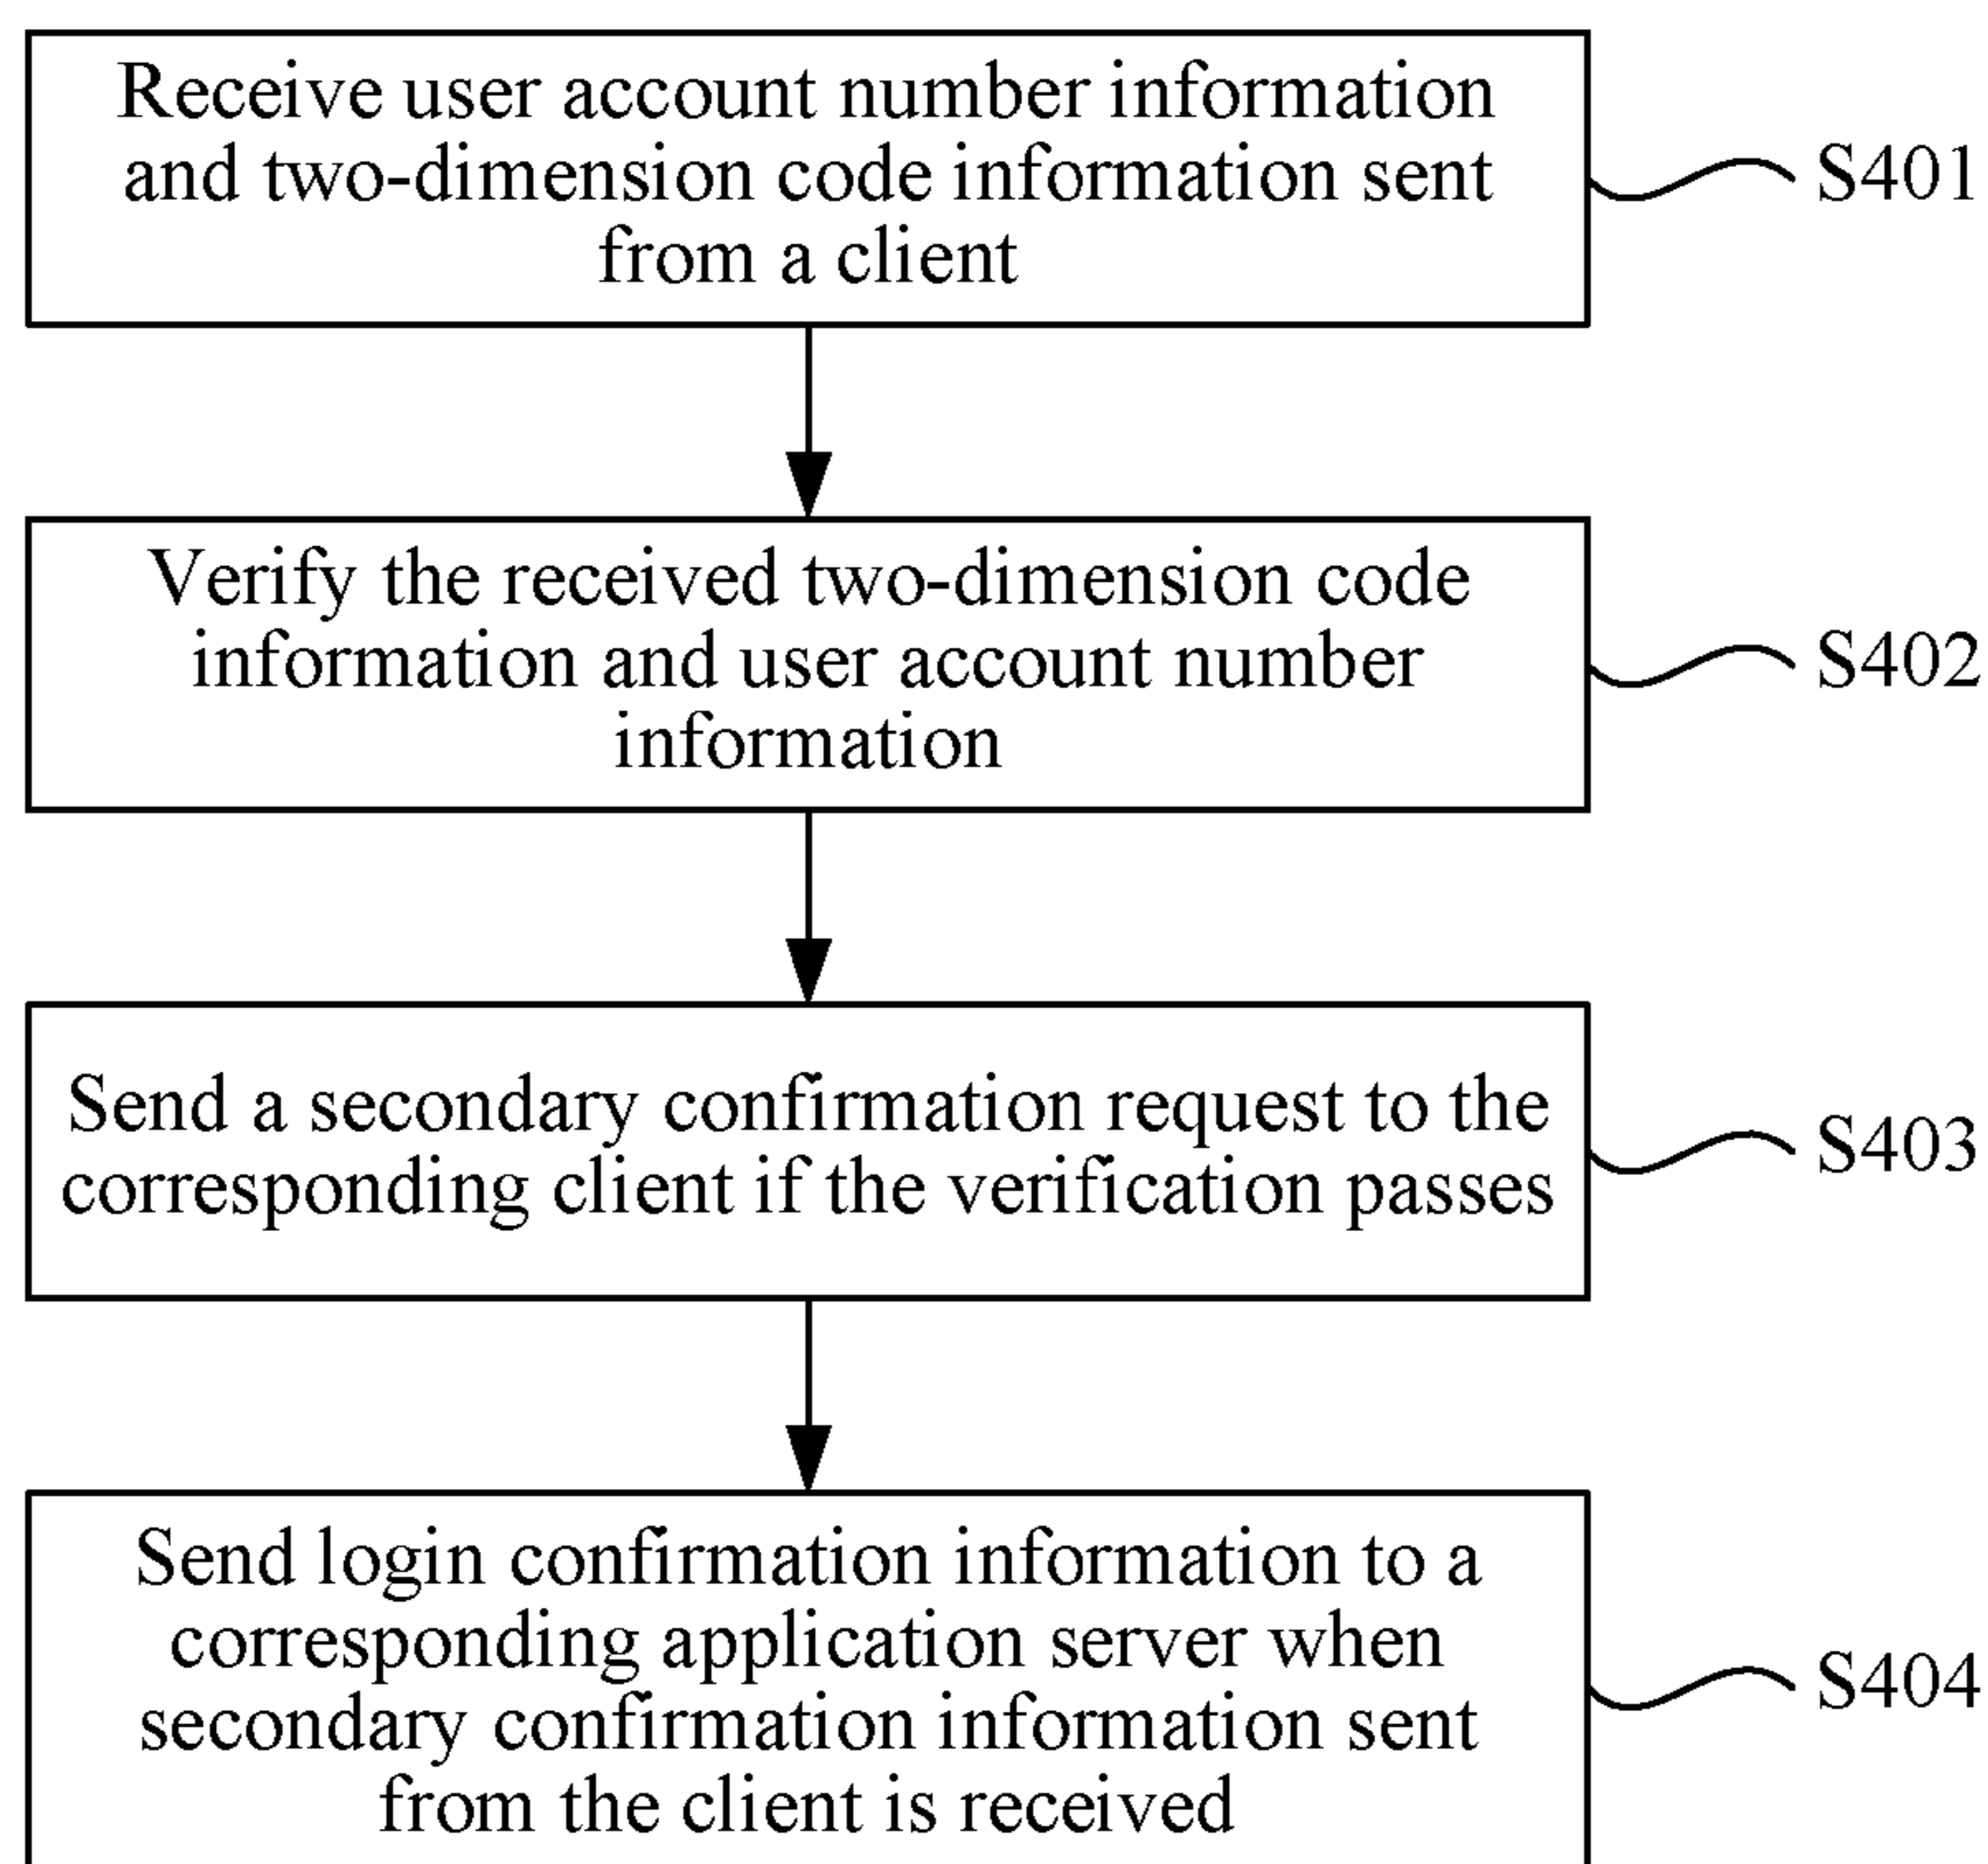 Receive user account number information
and two-dimension code information sent
from a client
S401
Verify the received two-dimension code
information and user account number
information
S402
Send a secondary confirmation request to the
corresponding client if the verification passes
S403
Send login confirmation information to a
corresponding application server when
secondary confirmation information sent
from the client is received
S404